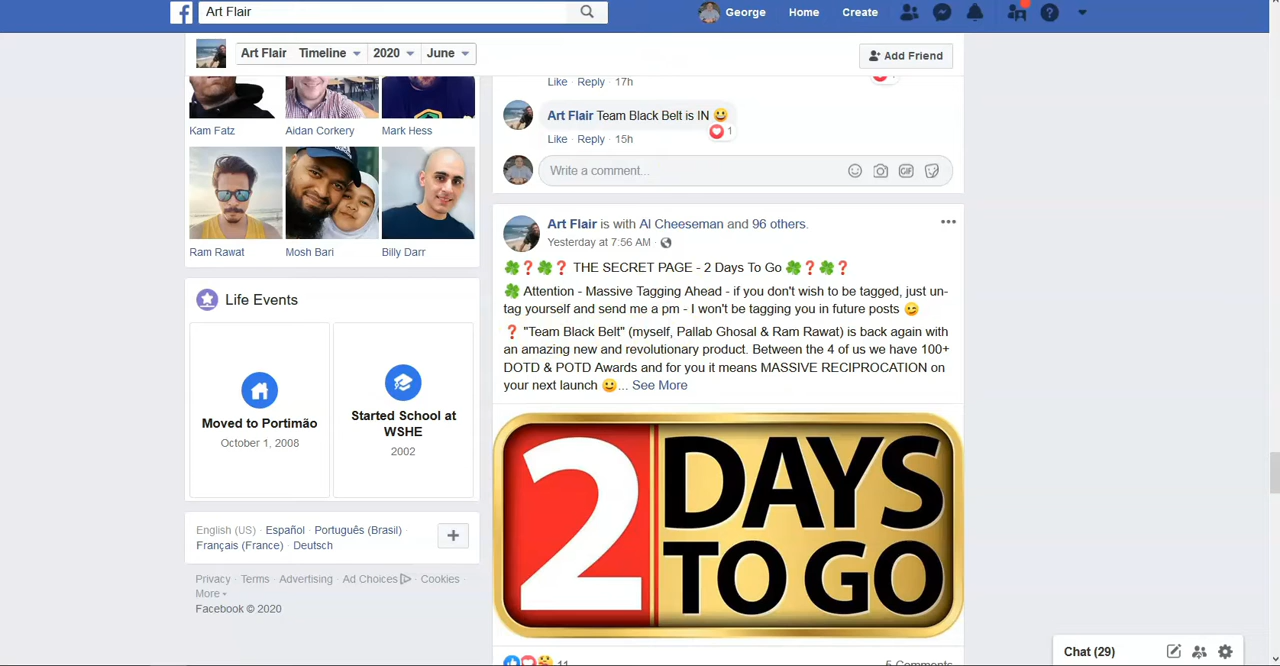 Art Flair
George Home Create
Art Flair Timeline 2020 June
Add Friend
Kam Fatz Aidan Corkery Mark Hess
Ram Rawat Mosh Bari Billy Darr
Life Events
Moved to Portimão
October 1, 2008
Started School at
WSHE
2002
English (US) · Español · Português (Brasil) ·
Français (France) · Deutsch
Privacy · Terms · Advertising · Ad Choices · Cookies ·
More
Facebook © 2020
Like · Reply · 17h
Art Flair Team Black Belt is IN 😃
1
Like · Reply · 15h
Write a comment...
GIF
Art Flair is with Al Cheeseman and 96 others.
Yesterday at 7:56 AM ·
🍀❓🍀❓ THE SECRET PAGE - 2 Days To Go 🍀❓🍀❓
🍀 Attention - Massive Tagging Ahead - if you don't wish to be tagged, just un-
tag yourself and send me a pm - I won't be tagging you in future posts 😉
❓ "Team Black Belt" (myself, Pallab Ghosal & Ram Rawat) is back again with
an amazing new and revolutionary product. Between the 4 of us we have 100+
DOTD & POTD Awards and for you it means MASSIVE RECIPROCATION on
your next launch 😀... See More
2 DAYS
TO GO
11
5 Comments
Chat (29)